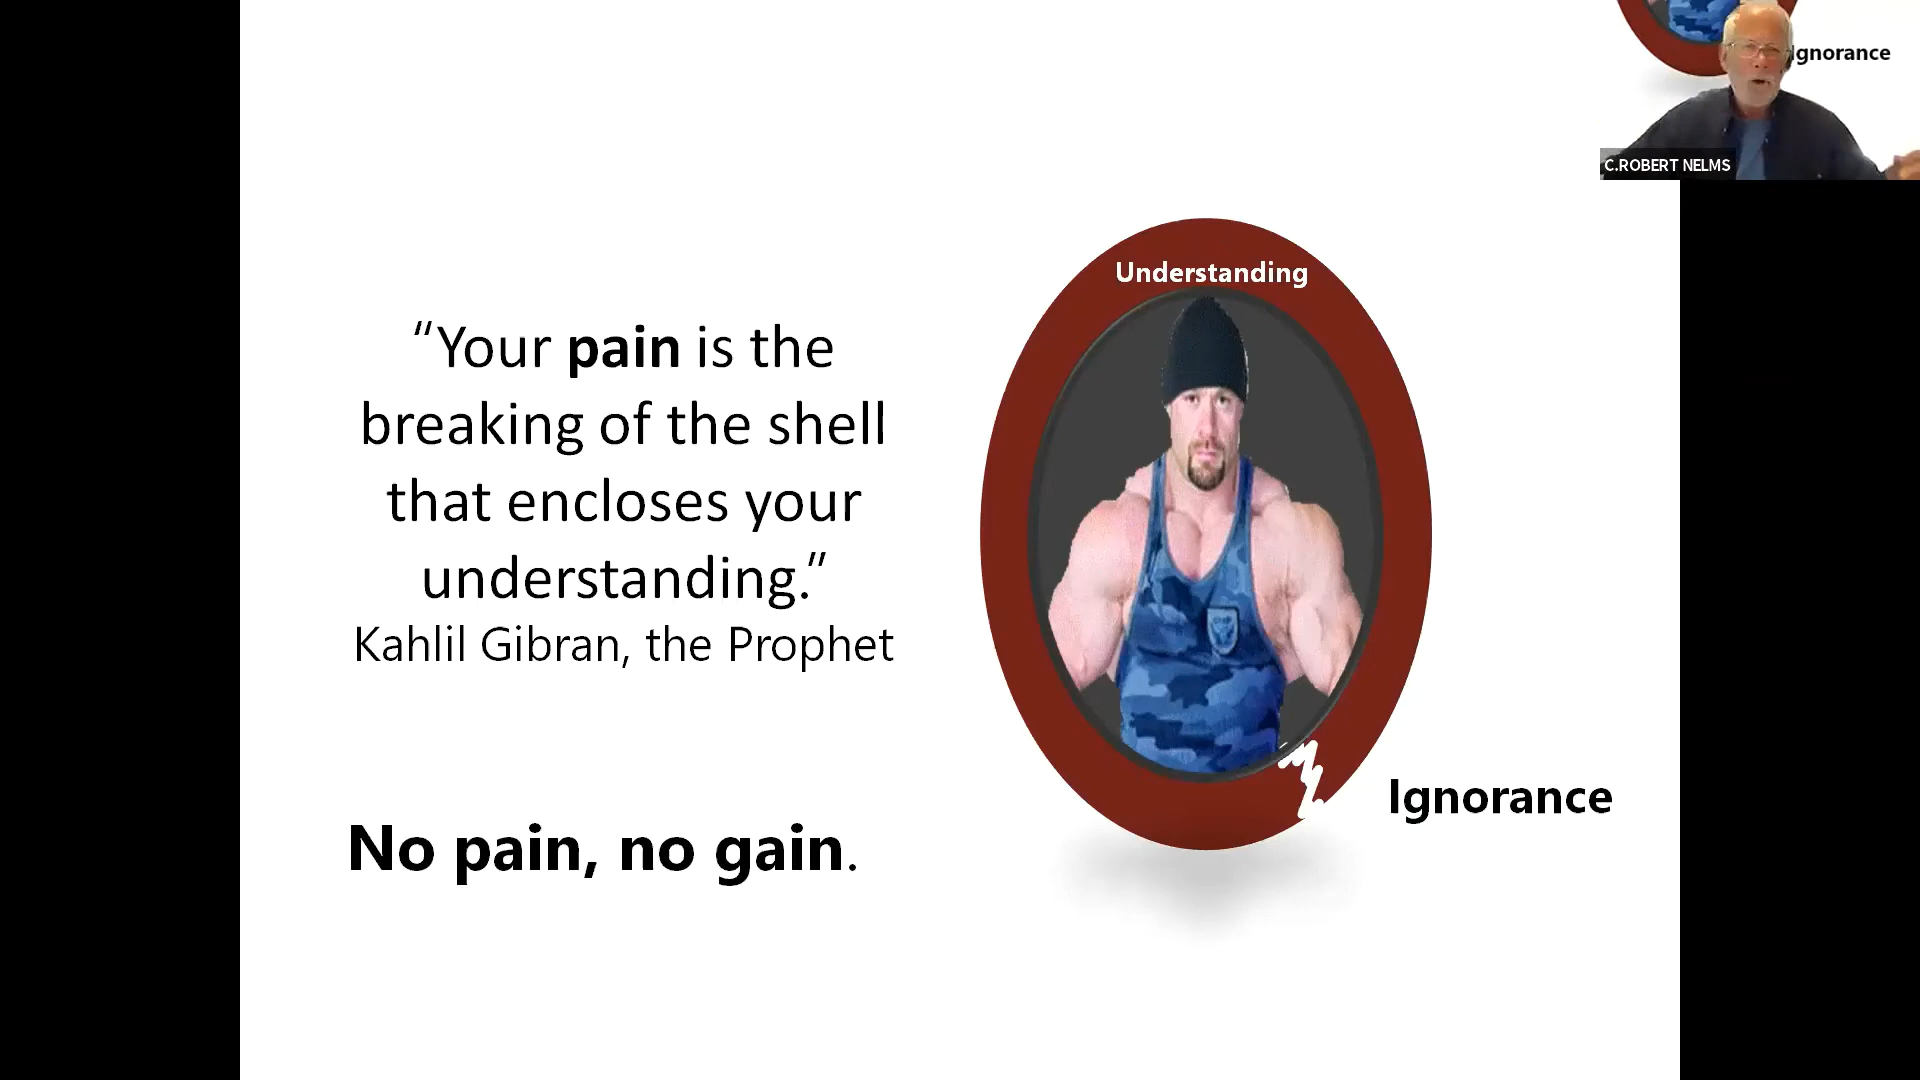 Ignorance
C.ROBERT NELMS
Understanding
“Your pain is the
breaking of the shell
that encloses your
understanding.”
Kahlil Gibran, the Prophet
Ignorance
No pain, no gain.